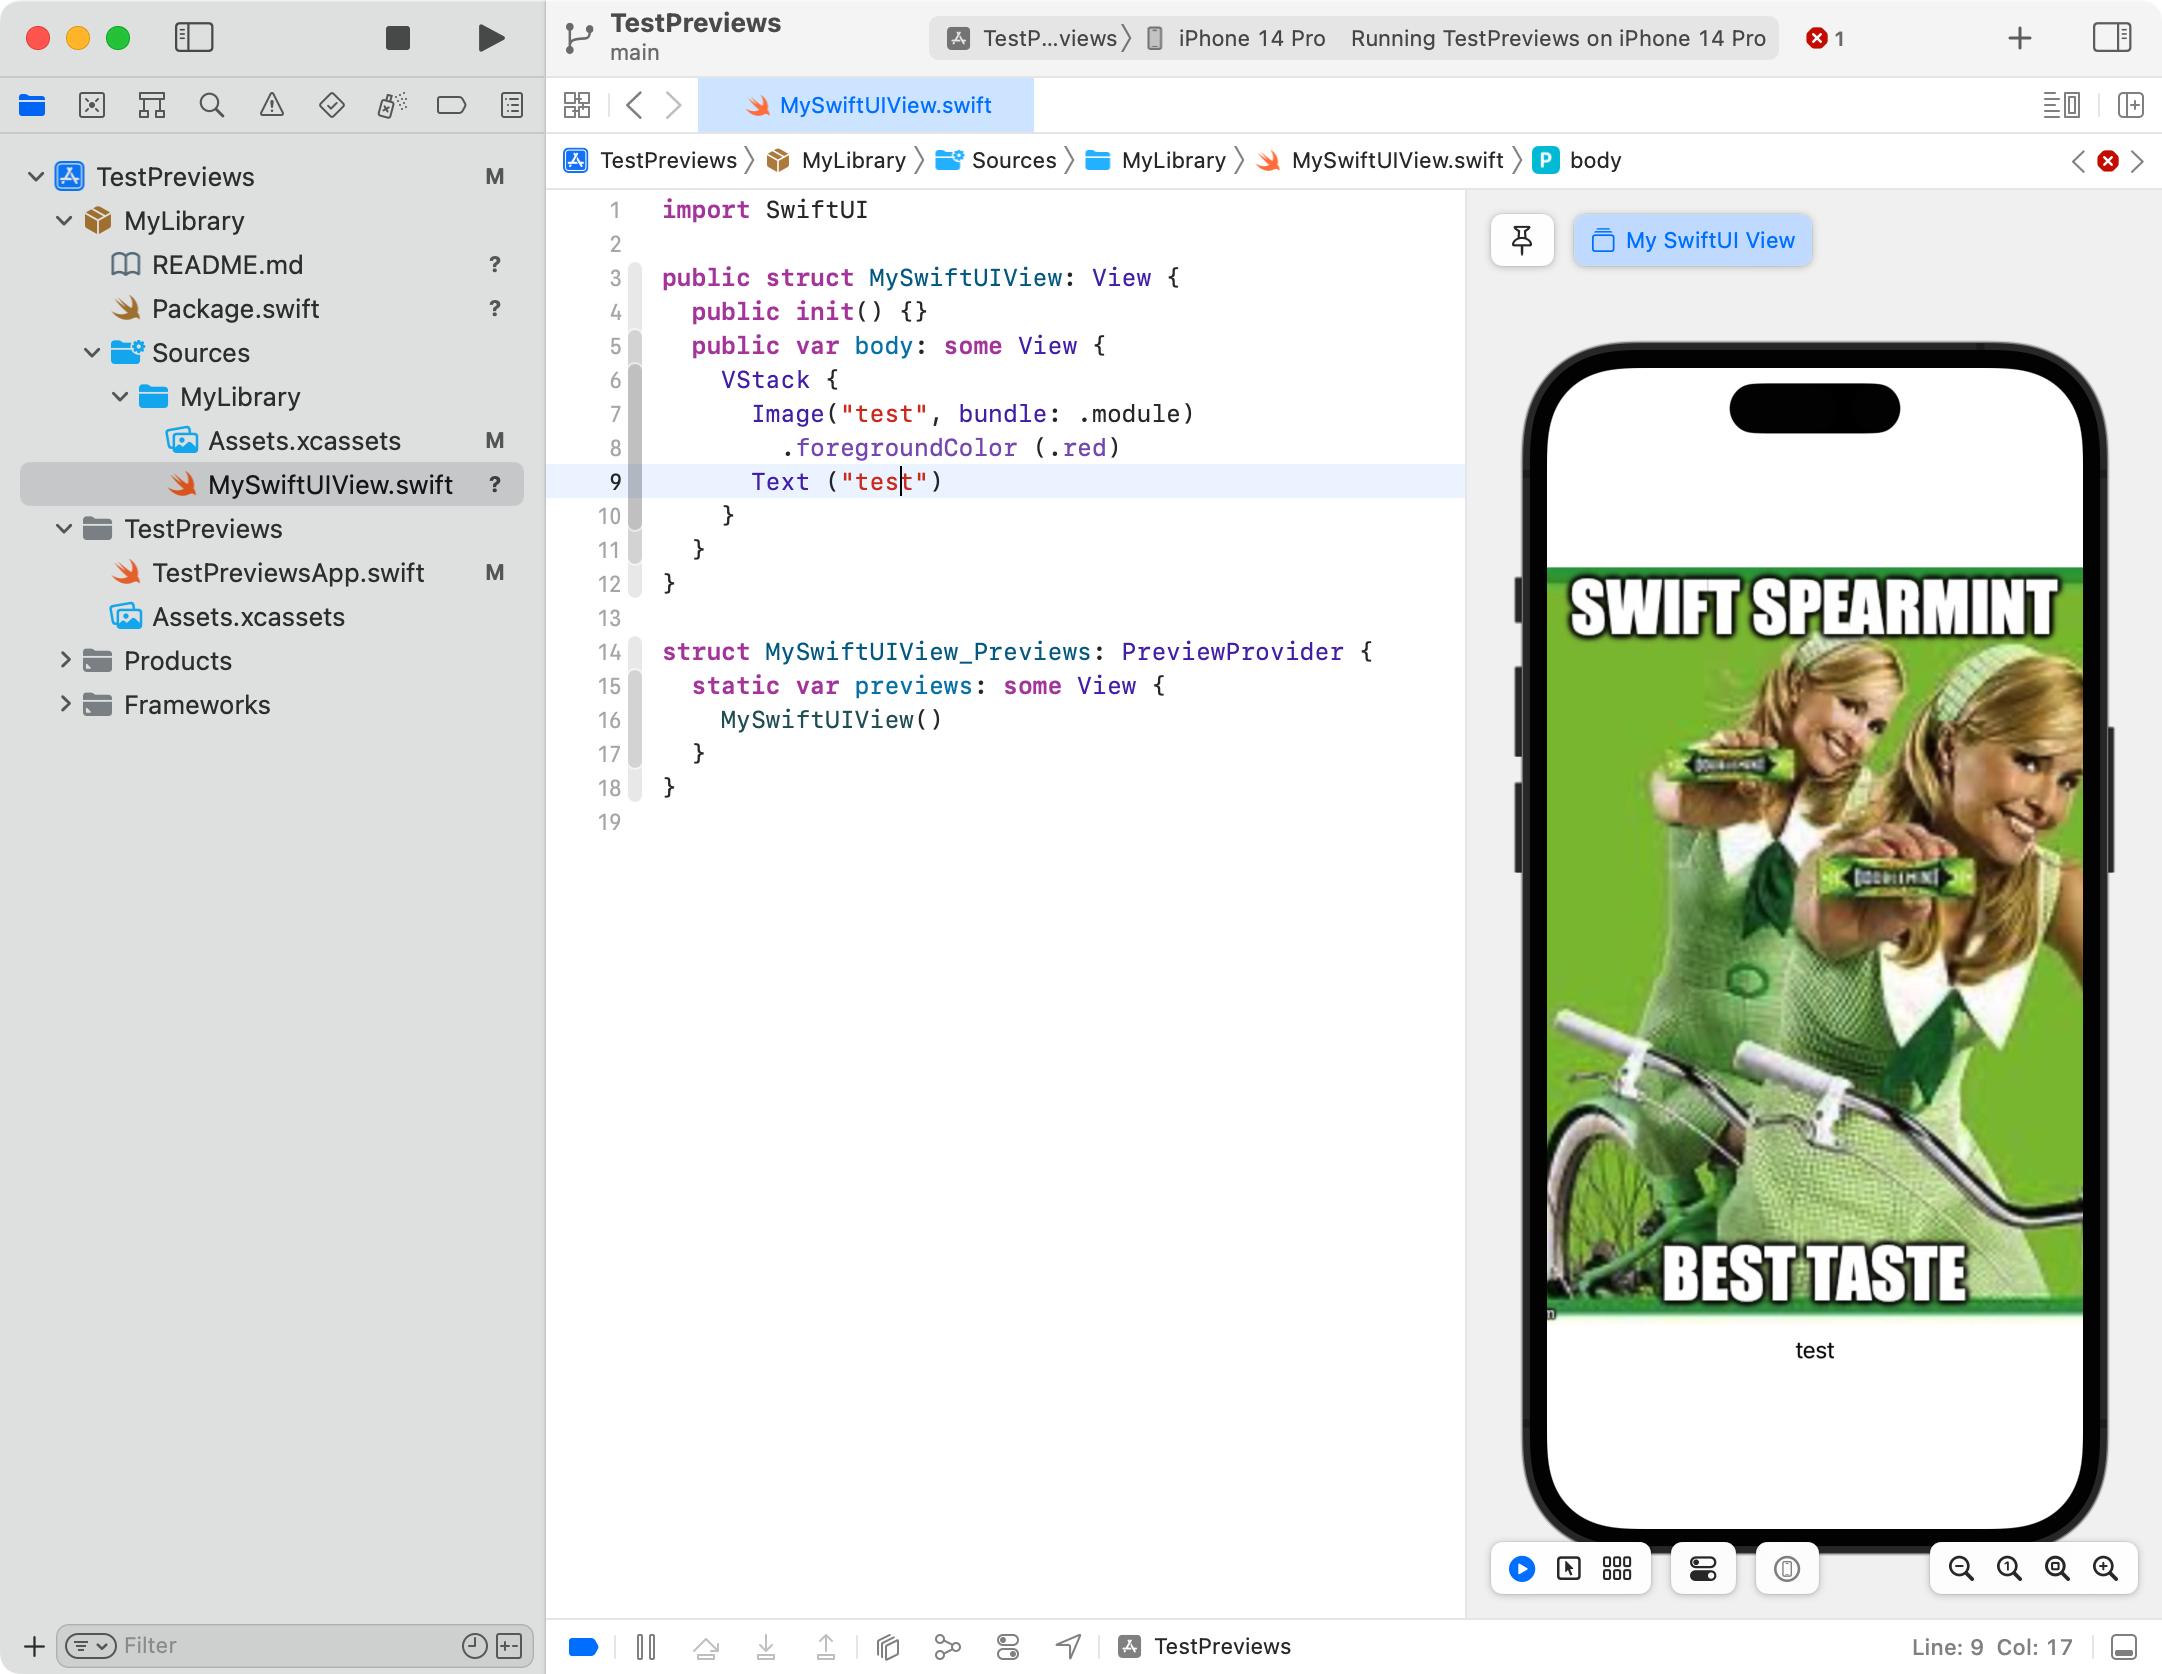 TestPreviews
main
TestP...views
iPhone 14 Pro
Running TestPreviews on iPhone 14 Pro
1
MySwiftUIView.swift
TestPreviews
MyLibrary
Sources
MyLibrary
MySwiftUIView.swift
P
body
TestPreviews M
MyLibrary
README.md ?
Package.swift ?
Sources
MyLibrary
Assets.xcassets M
MySwiftUIView.swift ?
TestPreviews
TestPreviewsApp.swift M
Assets.xcassets
Products
Frameworks
Filter
1 import SwiftUI
2
3 public struct MySwiftUIView: View {
4 public init() {}
5 public var body: some View {
6 VStack {
7 Image("test", bundle: .module)
8 .foregroundColor (.red)
9 Text ("test")
10 }
11 }
12 }
13
14 struct MySwiftUIView_Previews: PreviewProvider {
15 static var previews: some View {
16 MySwiftUIView()
17 }
18 }
19
My SwiftUI View
SWIFT SPEARMINT
DOUBLEMINT
DOUBLEMINT
BEST TASTE
test
TestPreviews
Line: 9 Col: 17